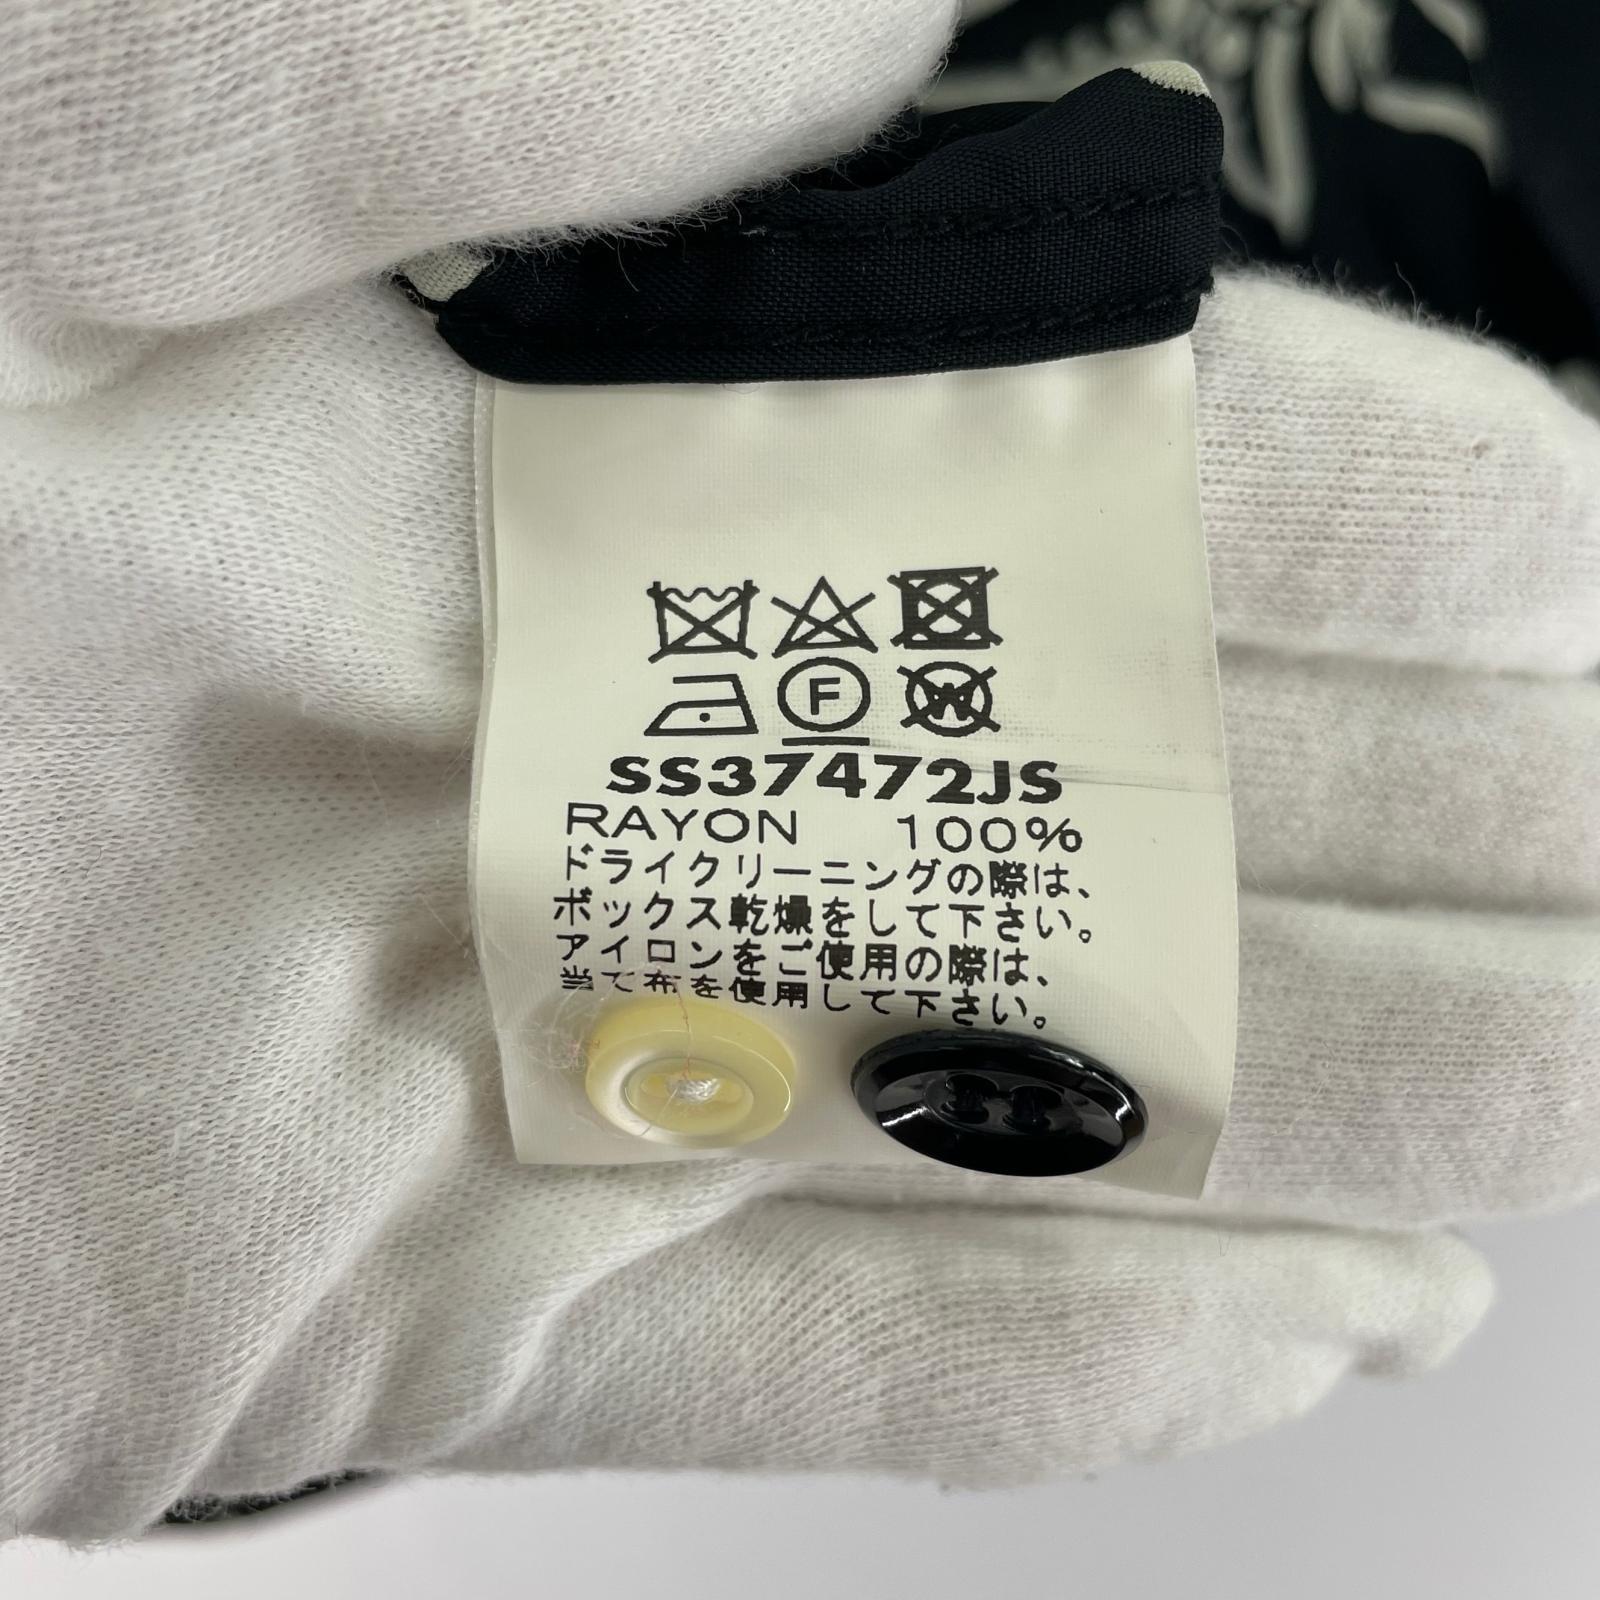 F W
SS37472JS
RAYON 100%
ドライクリーニングの際は、
ボックス乾燥をして下さい。
アイロンをご使用の際は、
当て布を使用して下さい。